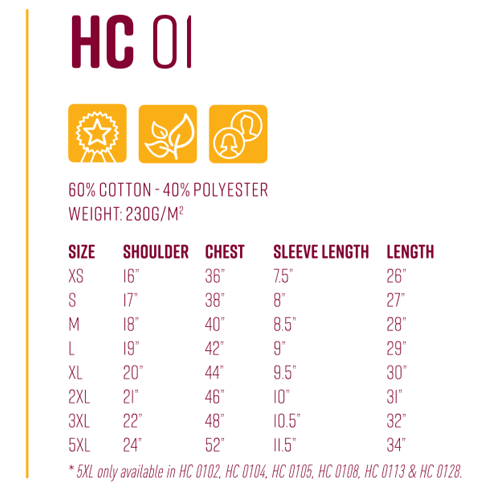 HC 01
60% COTTON - 40% POLYESTER
WEIGHT: 230G/M²
SIZE SHOULDER CHEST SLEEVE LENGTH LENGTH
XS 16" 36" 7.5" 26"
S 17" 38" 8" 27"
M 18" 40" 8.5" 28"
L 19" 42" 9" 29"
XL 20" 44" 9.5" 30"
2XL 21" 46" 10" 31"
3XL 22" 48" 10.5" 32"
5XL 24" 52" 11.5" 34"
* 5XL only available in HC 0102, HC 0104, HC 0105, HC 0108, HC 0113 & HC 0128.